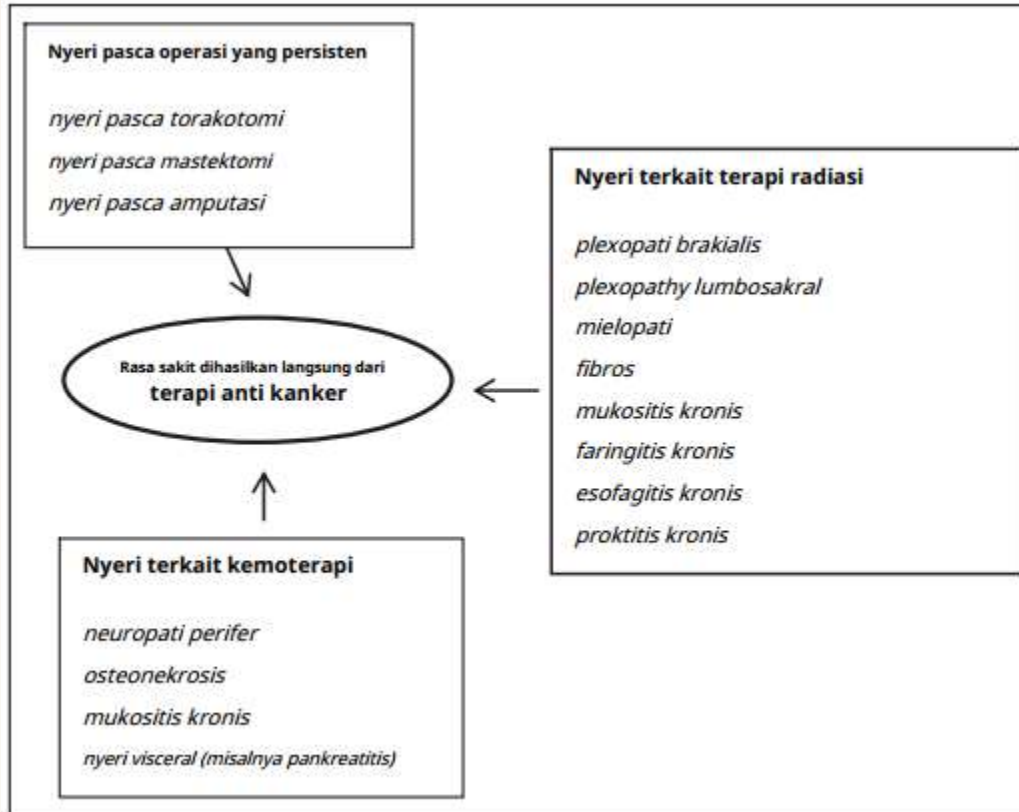 Nyeri pasca operasi yang persisten
nyeri pasca torakotomi
nyeri pasca mastektomi
nyeri pasca amputasi
Nyeri terkait terapi radiasi
plexopati brakialis
plexopathy lumbosakral
mielopati
fibros
mukositis kronis
faringitis kronis
esofagitis kronis
proktitis kronis
Rasa sakit dihasilkan langsung dari
terapi anti kanker
Nyeri terkait kemoterapi
neuropati perifer
osteonekrosis
mukositis kronis
nyeri visceral (misalnya pankreatitis)